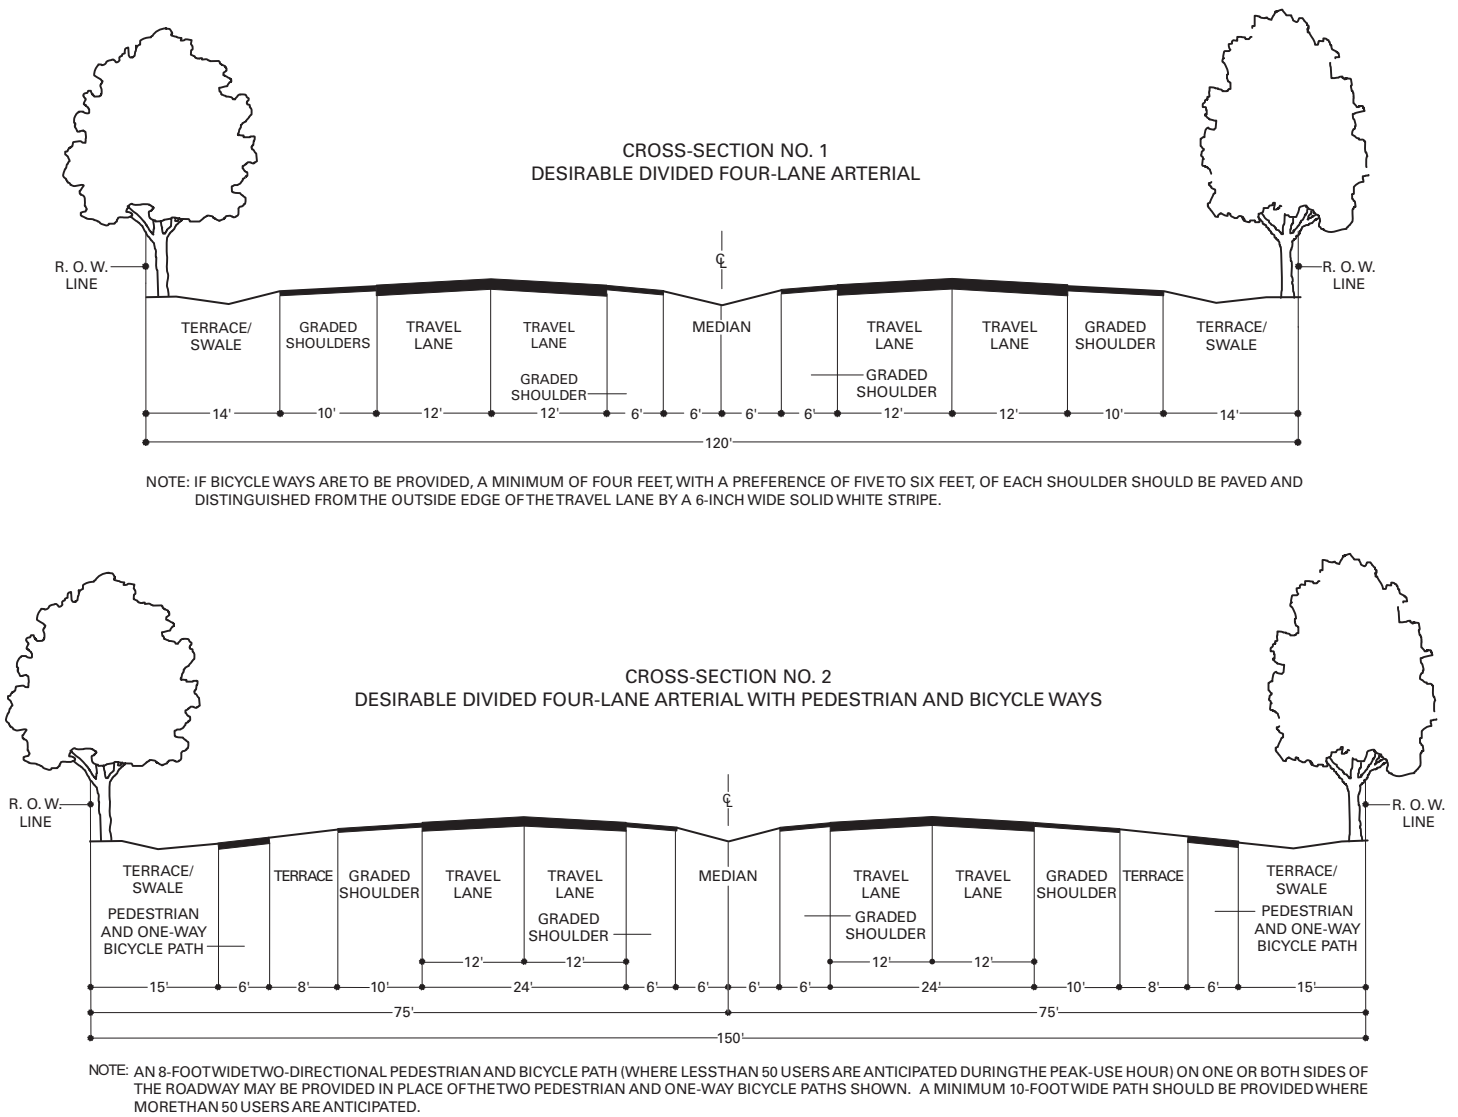 CROSS-SECTION NO. 1
DESIRABLE DIVIDED FOUR-LANE ARTERIAL
R. O. W.
LINE
℄
R. O. W.
LINE
TERRACE/
SWALE
GRADED
SHOULDERS
TRAVEL
LANE
TRAVEL
LANE
GRADED
SHOULDER
MEDIAN
TRAVEL
LANE
GRADED
SHOULDER
TRAVEL
LANE
GRADED
SHOULDER
TERRACE/
SWALE
14' 10' 12' 12' 6' 6' 6' 6' 12' 12' 10' 14'
120'
NOTE: IF BICYCLE WAYS ARE TO BE PROVIDED, A MINIMUM OF FOUR FEET, WITH A PREFERENCE OF FIVE TO SIX FEET, OF EACH SHOULDER SHOULD BE PAVED AND
DISTINGUISHED FROM THE OUTSIDE EDGE OF THE TRAVEL LANE BY A 6-INCH WIDE SOLID WHITE STRIPE.
CROSS-SECTION NO. 2
DESIRABLE DIVIDED FOUR-LANE ARTERIAL WITH PEDESTRIAN AND BICYCLE WAYS
R. O. W.
LINE
℄
R. O. W.
LINE
TERRACE/
SWALE
PEDESTRIAN
AND ONE-WAY
BICYCLE PATH
TERRACE
GRADED
SHOULDER
TRAVEL
LANE
TRAVEL
LANE
GRADED
SHOULDER
MEDIAN
TRAVEL
LANE
GRADED
SHOULDER
TRAVEL
LANE
GRADED
SHOULDER
TERRACE
TERRACE/
SWALE
PEDESTRIAN
AND ONE-WAY
BICYCLE PATH
12' 12' 12' 12'
15' 6' 8' 10' 24' 6' 6' 6' 6' 24' 10' 8' 6' 15'
75' 75'
150'
NOTE: AN 8-FOOT WIDE TWO-DIRECTIONAL PEDESTRIAN AND BICYCLE PATH (WHERE LESS THAN 50 USERS ARE ANTICIPATED DURING THE PEAK-USE HOUR) ON ONE OR BOTH SIDES OF
THE ROADWAY MAY BE PROVIDED IN PLACE OF THE TWO PEDESTRIAN AND ONE-WAY BICYCLE PATHS SHOWN. A MINIMUM 10-FOOT WIDE PATH SHOULD BE PROVIDED WHERE
MORE THAN 50 USERS ARE ANTICIPATED.